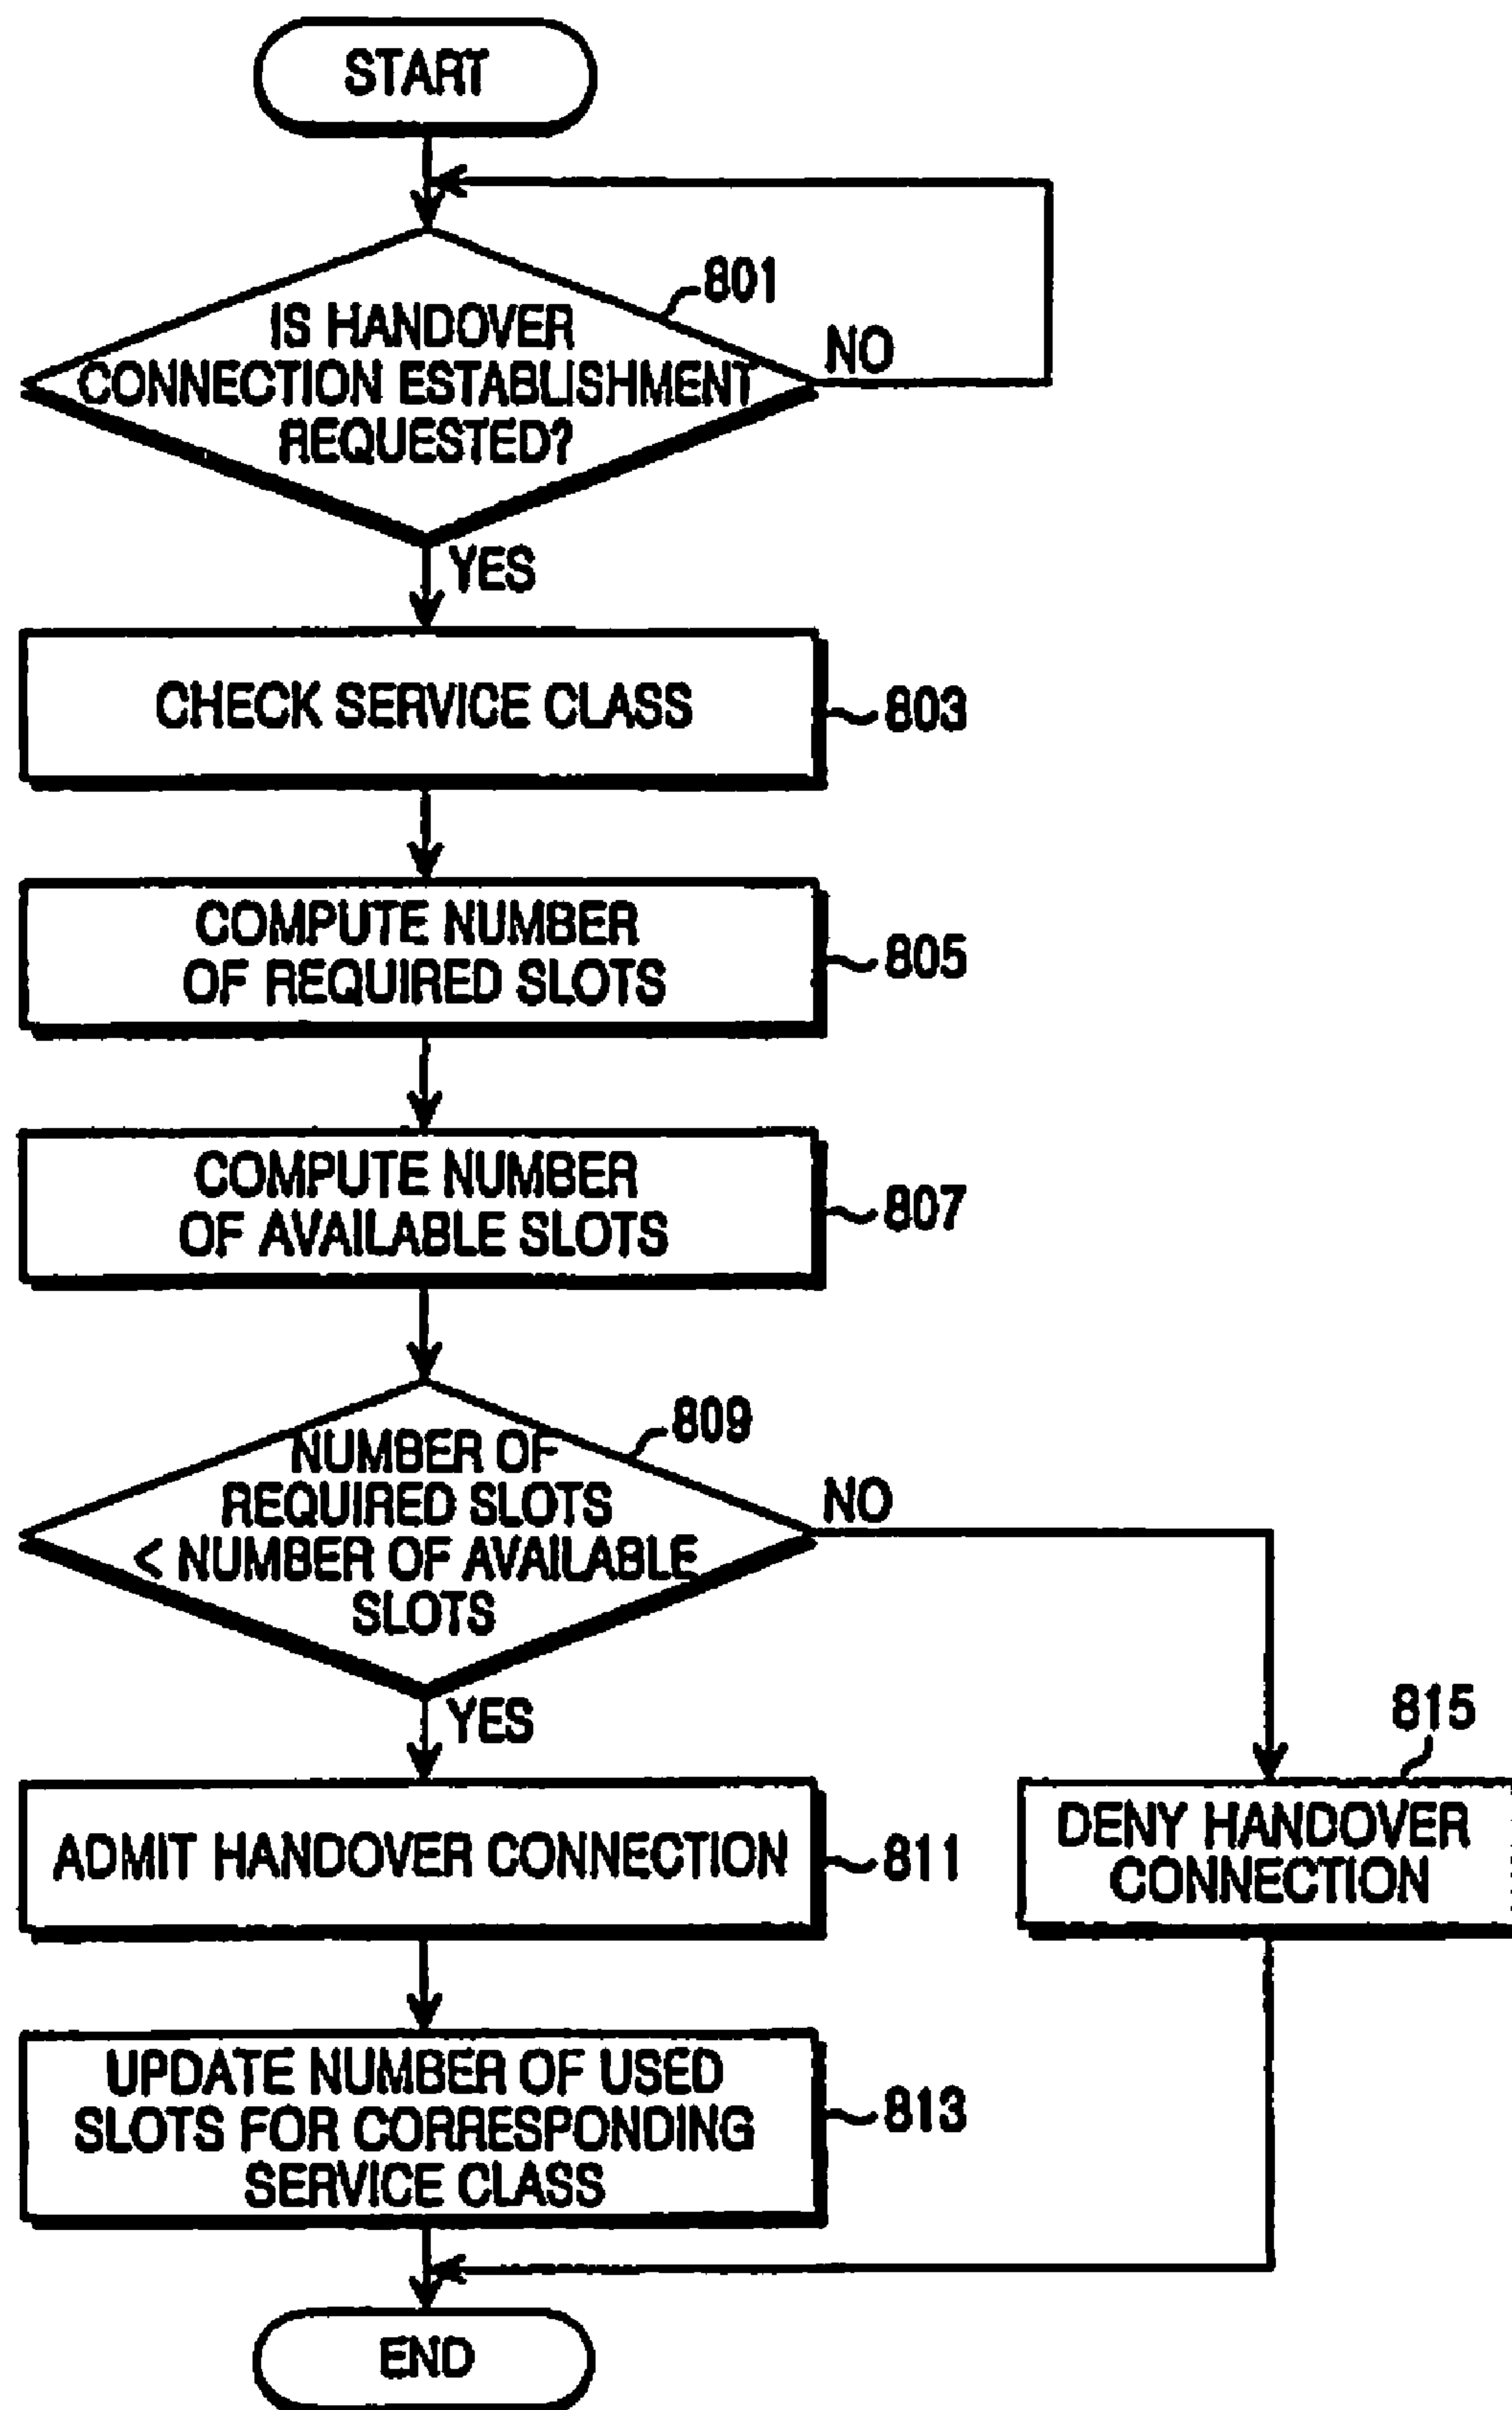 START
801
IS HANDOVER
CONNECTION ESTABLISHMENT
REQUESTED?
NO
YES
CHECK SERVICE CLASS
803
COMPUTE NUMBER
OF REQUIRED SLOTS
805
COMPUTE NUMBER
OF AVAILABLE SLOTS
807
809
NUMBER OF
REQUIRED SLOTS
< NUMBER OF AVAILABLE
SLOTS
NO
YES
815
ADMIT HANDOVER CONNECTION
811
DENY HANDOVER
CONNECTION
UPDATE NUMBER OF USED
SLOTS FOR CORRESPONDING
SERVICE CLASS
813
END